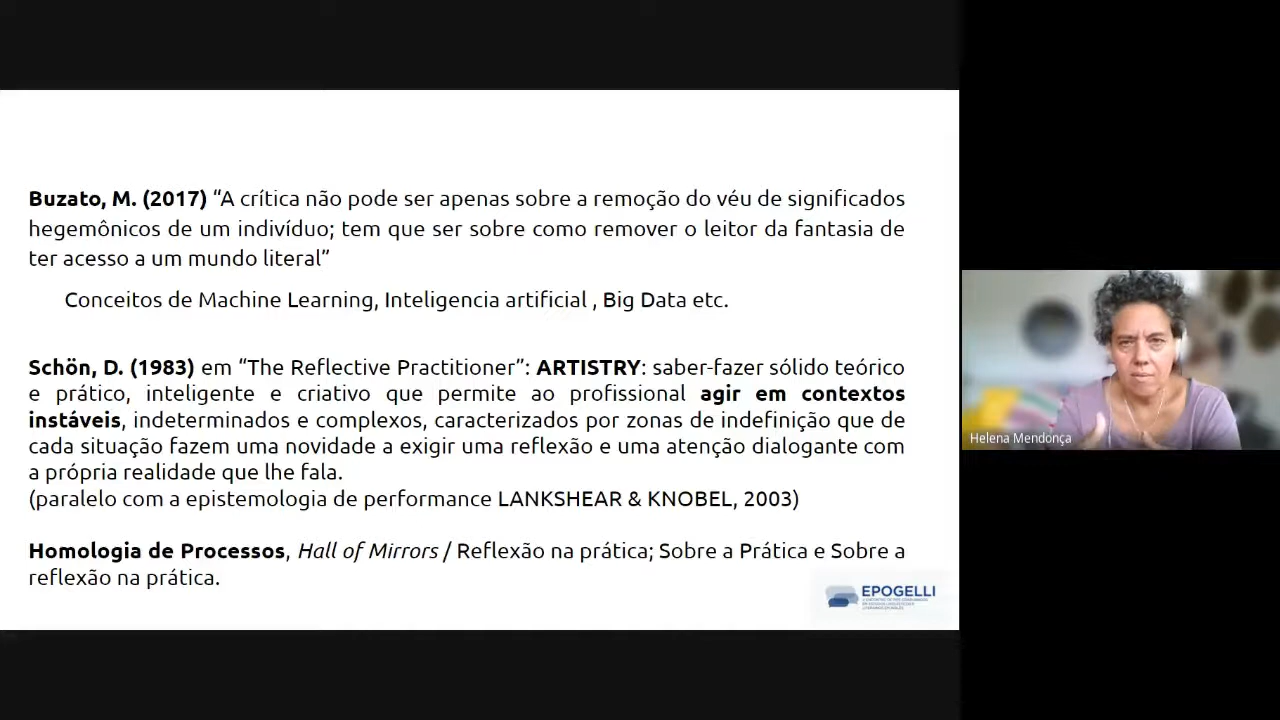 Buzato, M. (2017) “A crítica não pode ser apenas sobre a remoção do véu de significados
hegemônicos de um indivíduo; tem que ser sobre como remover o leitor da fantasia de
ter acesso a um mundo literal”
Conceitos de Machine Learning, Inteligencia artificial , Big Data etc.
Schön, D. (1983) em “The Reflective Practitioner”: ARTISTRY: saber-fazer sólido teórico
e prático, inteligente e criativo que permite ao profissional agir em contextos
instáveis, indeterminados e complexos, caracterizados por zonas de indefinição que de
cada situação fazem uma novidade a exigir uma reflexão e uma atenção dialogante com
a própria realidade que lhe fala.
(paralelo com a epistemologia de performance LANKSHEAR & KNOBEL, 2003)
Homologia de Processos, Hall of Mirrors / Reflexão na prática; Sobre a Prática e Sobre a
reflexão na prática.
EPOGELLI
Helena Mendonça